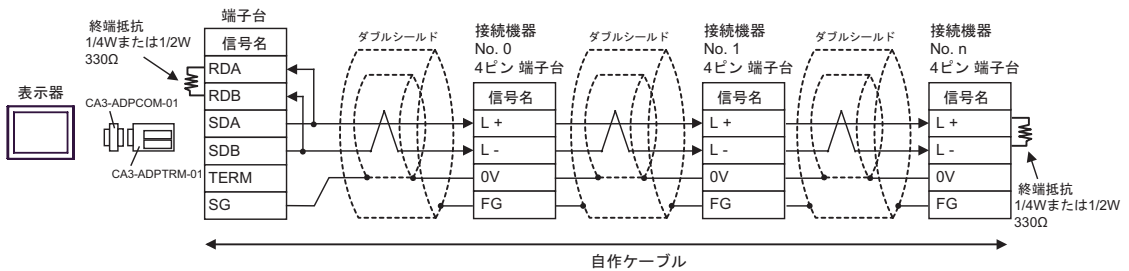 表示器
CA3-ADPCOM-01
CA3-ADPTRM-01
終端抵抗
1/4Wまたは1/2W
330Ω
端子台
信号名
RDA
RDB
SDA
SDB
TERM
SG
ダブルシールド
接続機器
No. 0
4ピン 端子台
信号名
L +
L -
0V
FG
ダブルシールド
接続機器
No. 1
4ピン 端子台
信号名
L +
L -
0V
FG
ダブルシールド
接続機器
No. n
4ピン 端子台
信号名
L +
L -
0V
FG
終端抵抗
1/4Wまたは1/2W
330Ω
自作ケーブル